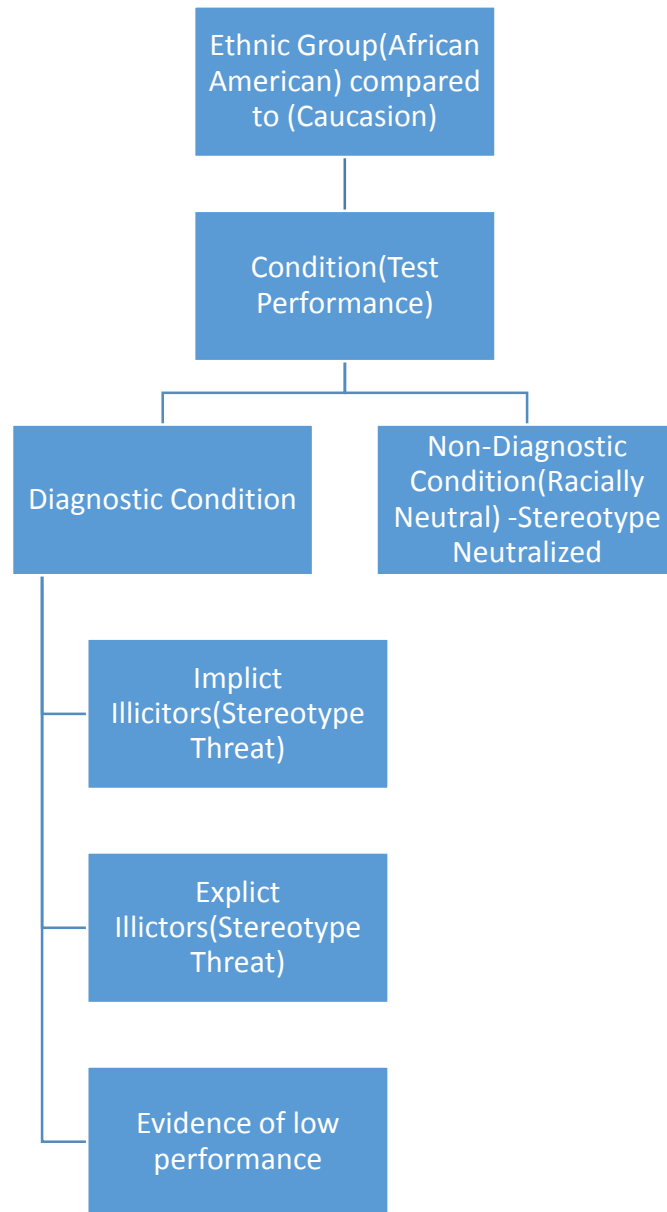 Ethnic Group(African
American) compared
to (Caucasion)
Condition(Test
Performance)
Diagnostic Condition
Non-Diagnostic
Condition(Racially
Neutral) -Stereotype
Neutralized
Implict
Illicitors(Stereotype
Threat)
Explict
Illictors(Stereotype
Threat)
Evidence of low
performance